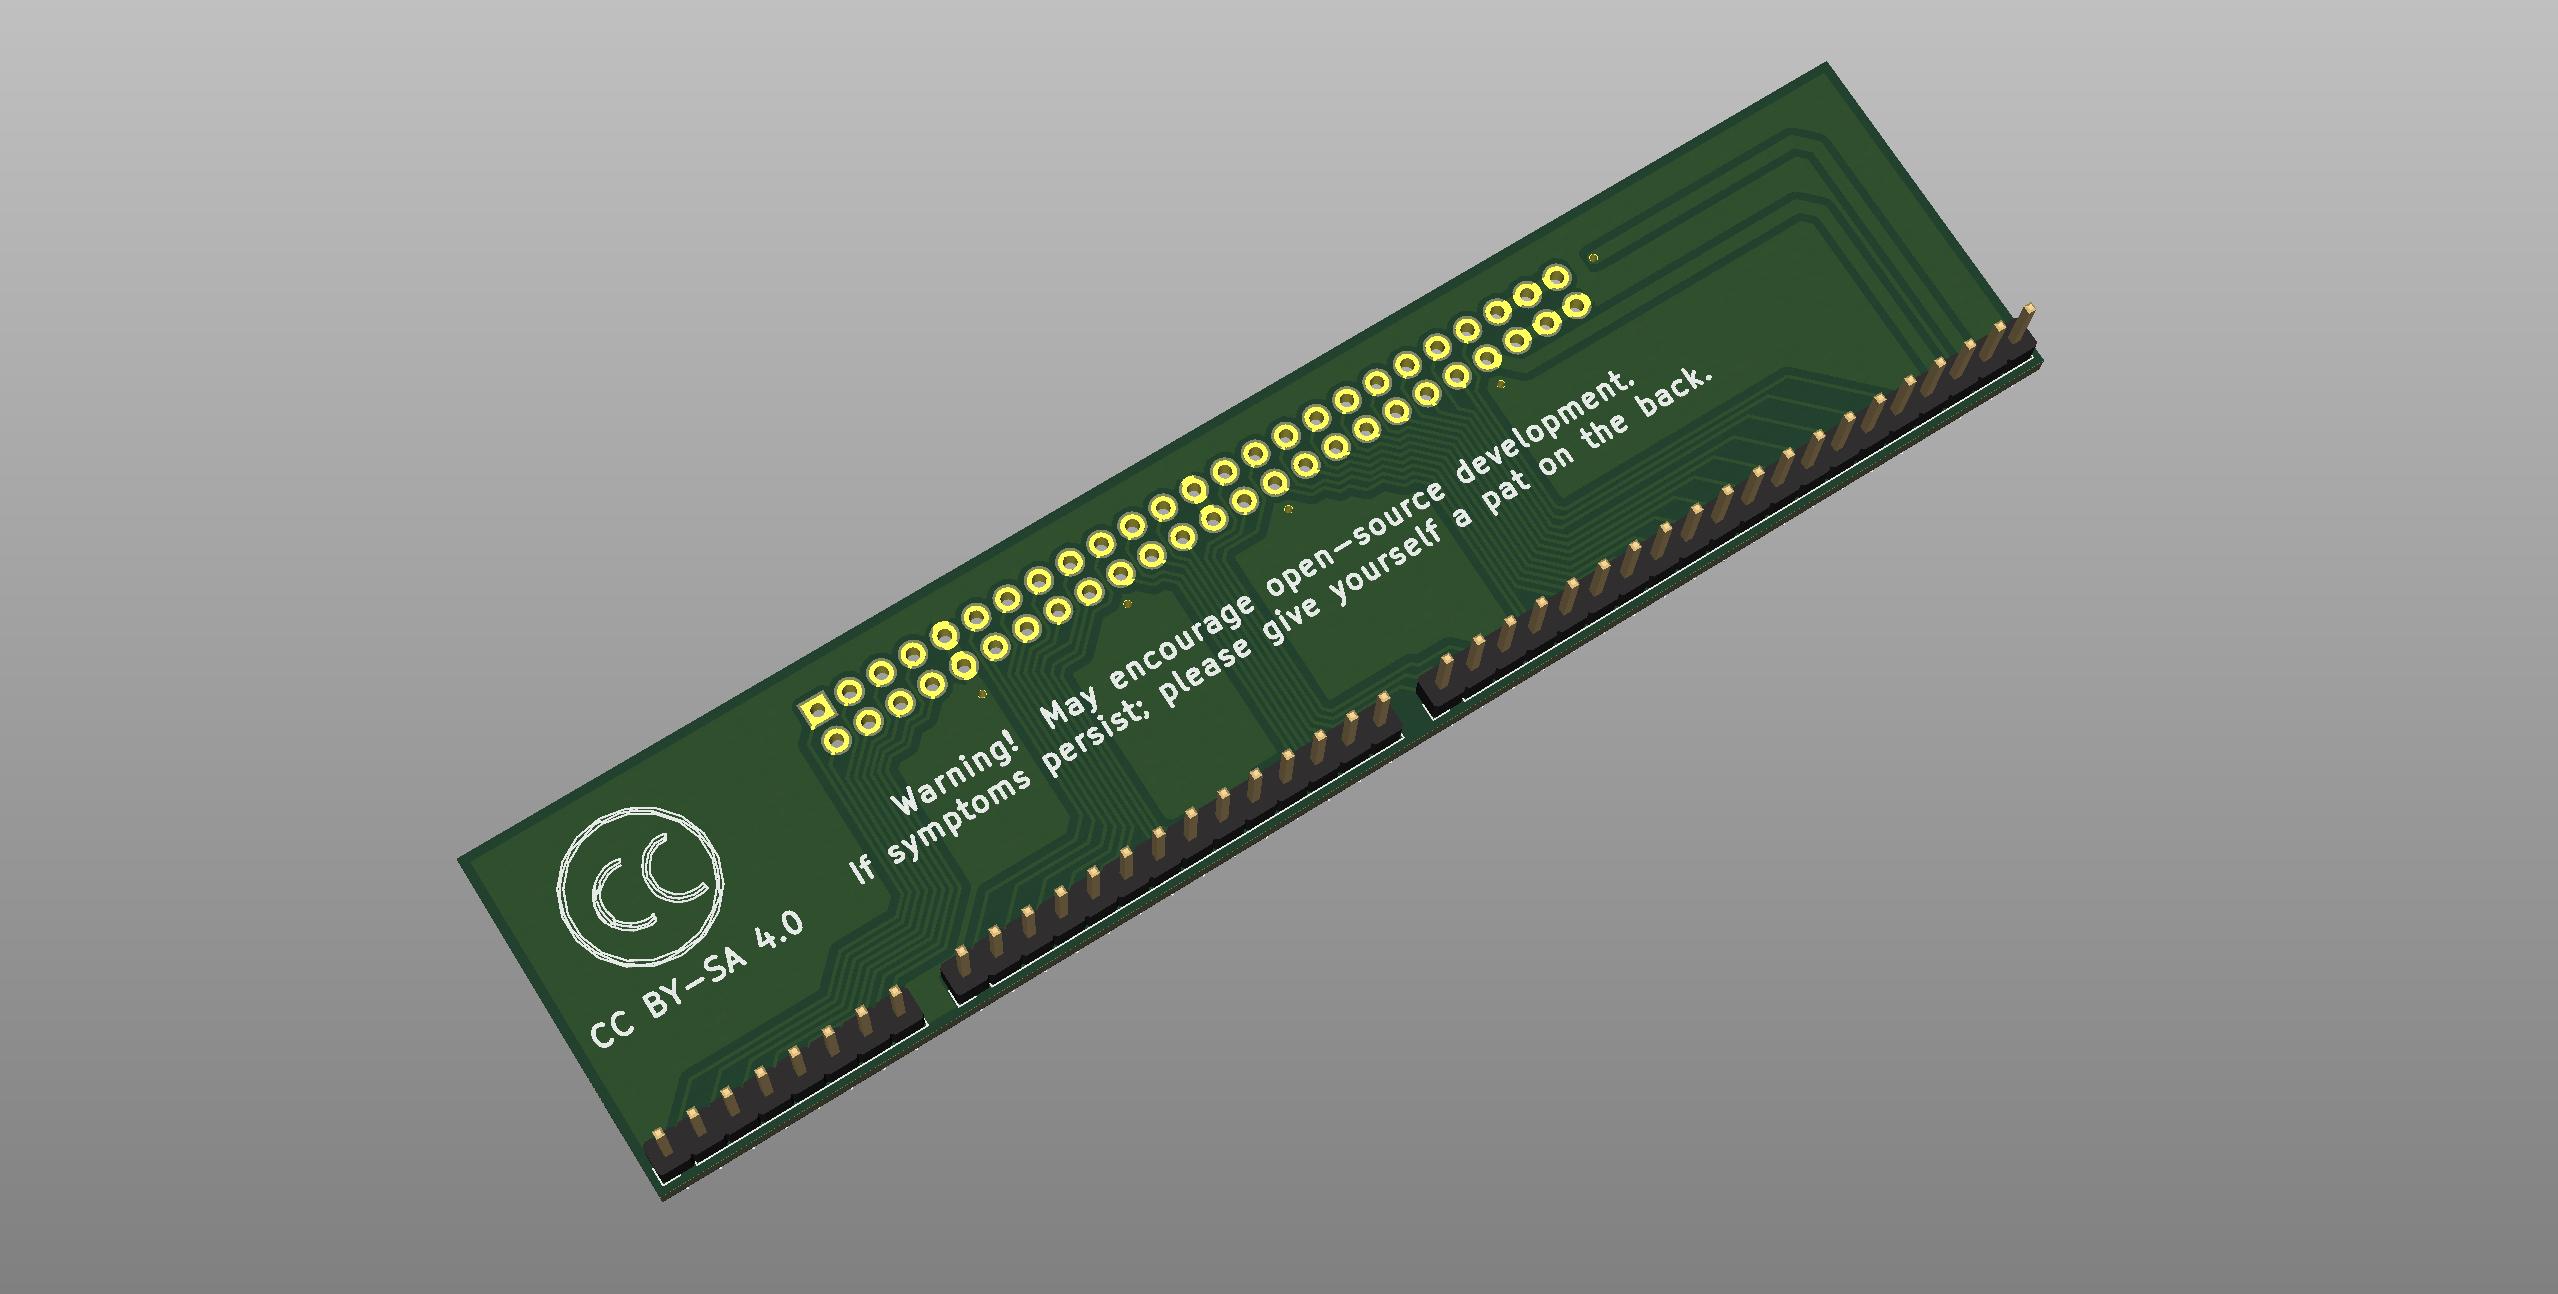 Warning!  May encourage open-source development.
If symptoms persist; please give yourself a pat on the back.
CC
CC BY-SA 4.0